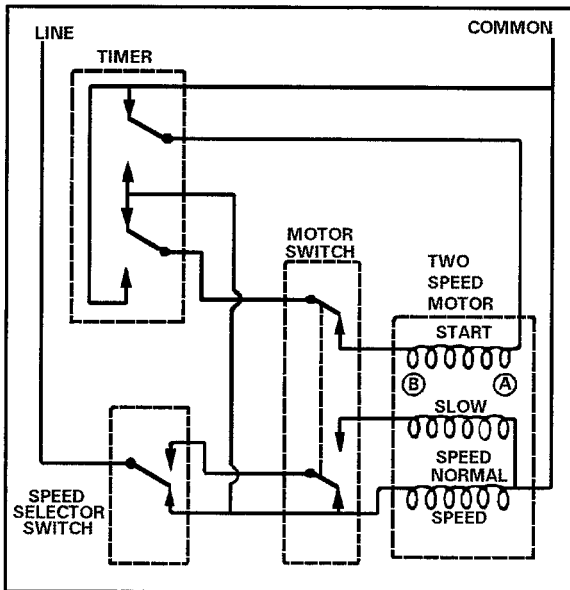 LINE
COMMON
TIMER
MOTOR
SWITCH
TWO
SPEED
MOTOR
START
B
A
SLOW
SPEED
NORMAL
SPEED
SPEED
SELECTOR
SWITCH